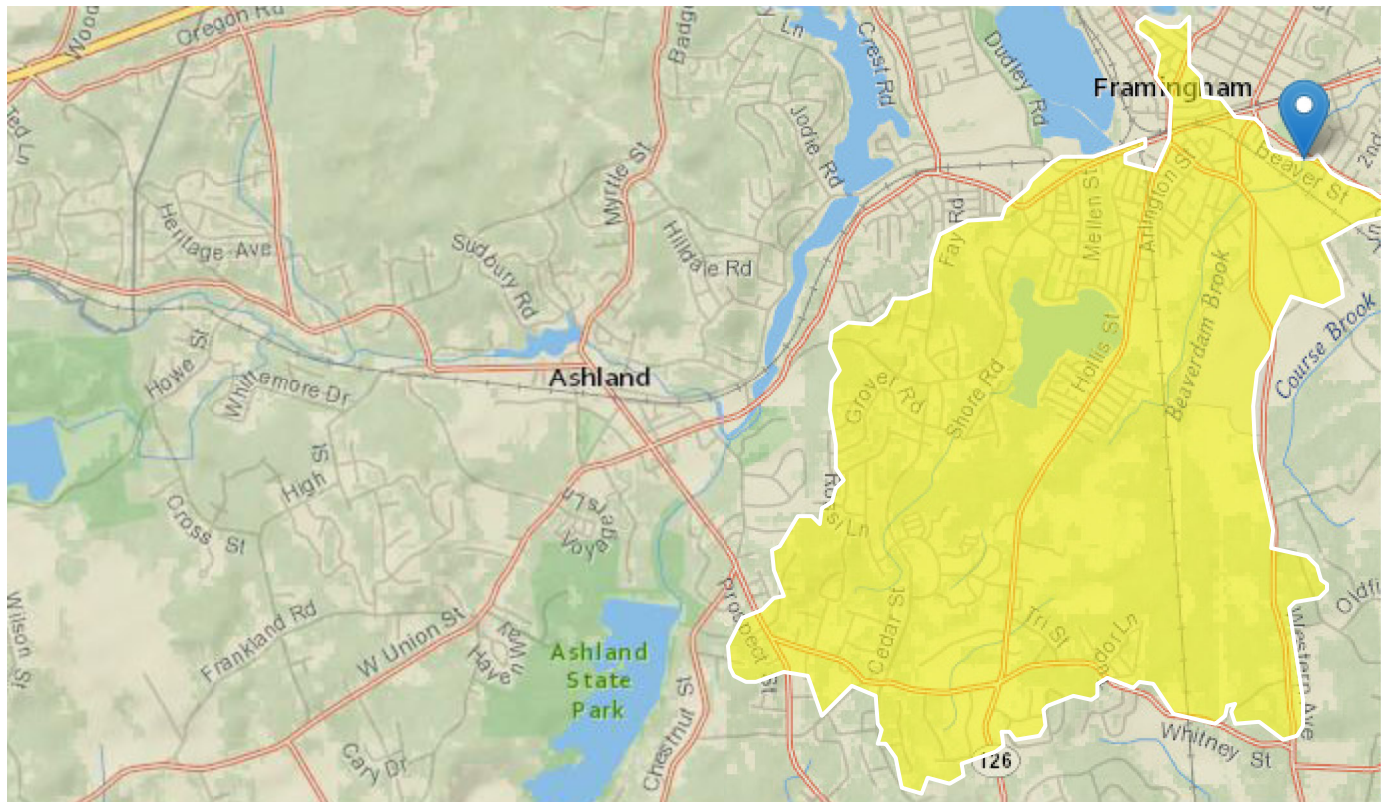 Oregon Rd
Crest Rd
Dudley Rd
Framingham
Jodie Rd
2nd
Beaver St
Myrtle St
Mellen St
Arlington St
Fay Rd
Heritage Ave
Sudbury Rd
Hilldale Rd
Beaverdam Brook
Course Brook
Howe St
Ashland
Hollis St
Whittemore Dr
Grover Rd
Shore Rd
High St
Cross St
Voyagers Ln
Wilson St
Frankland Rd
W Union St
Prospect St
Cedar St
Tri St
Western Ave
Ashland
State
Park
Chestnut St
Whitney St
Cary Dr
126